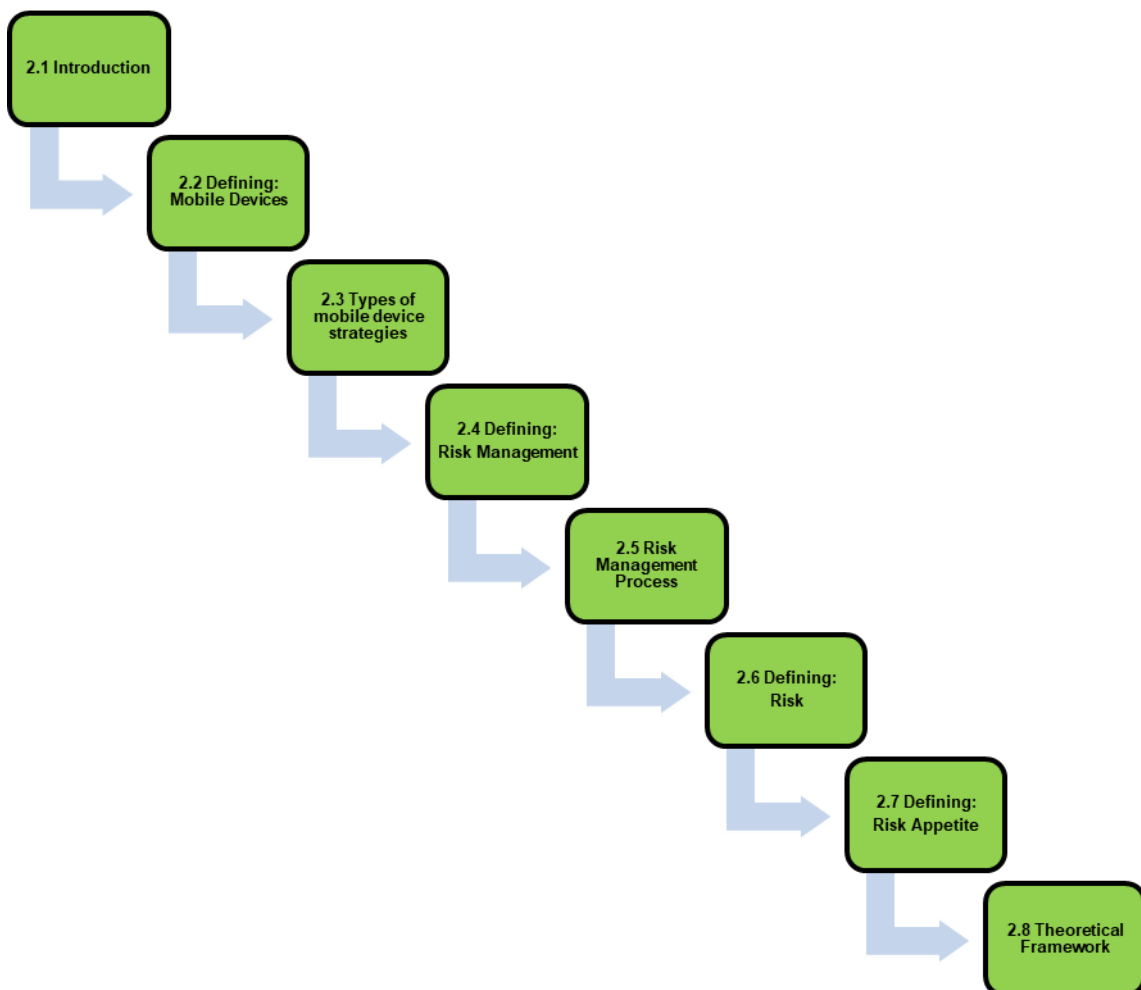 2.1 Introduction
2.2 Defining:
Mobile Devices
2.3 Types of
mobile device
strategies
2.4 Defining:
Risk Management
2.5 Risk
Management
Process
2.6 Defining:
Risk
2.7 Defining:
Risk Appetite
2.8 Theoretical
Framework